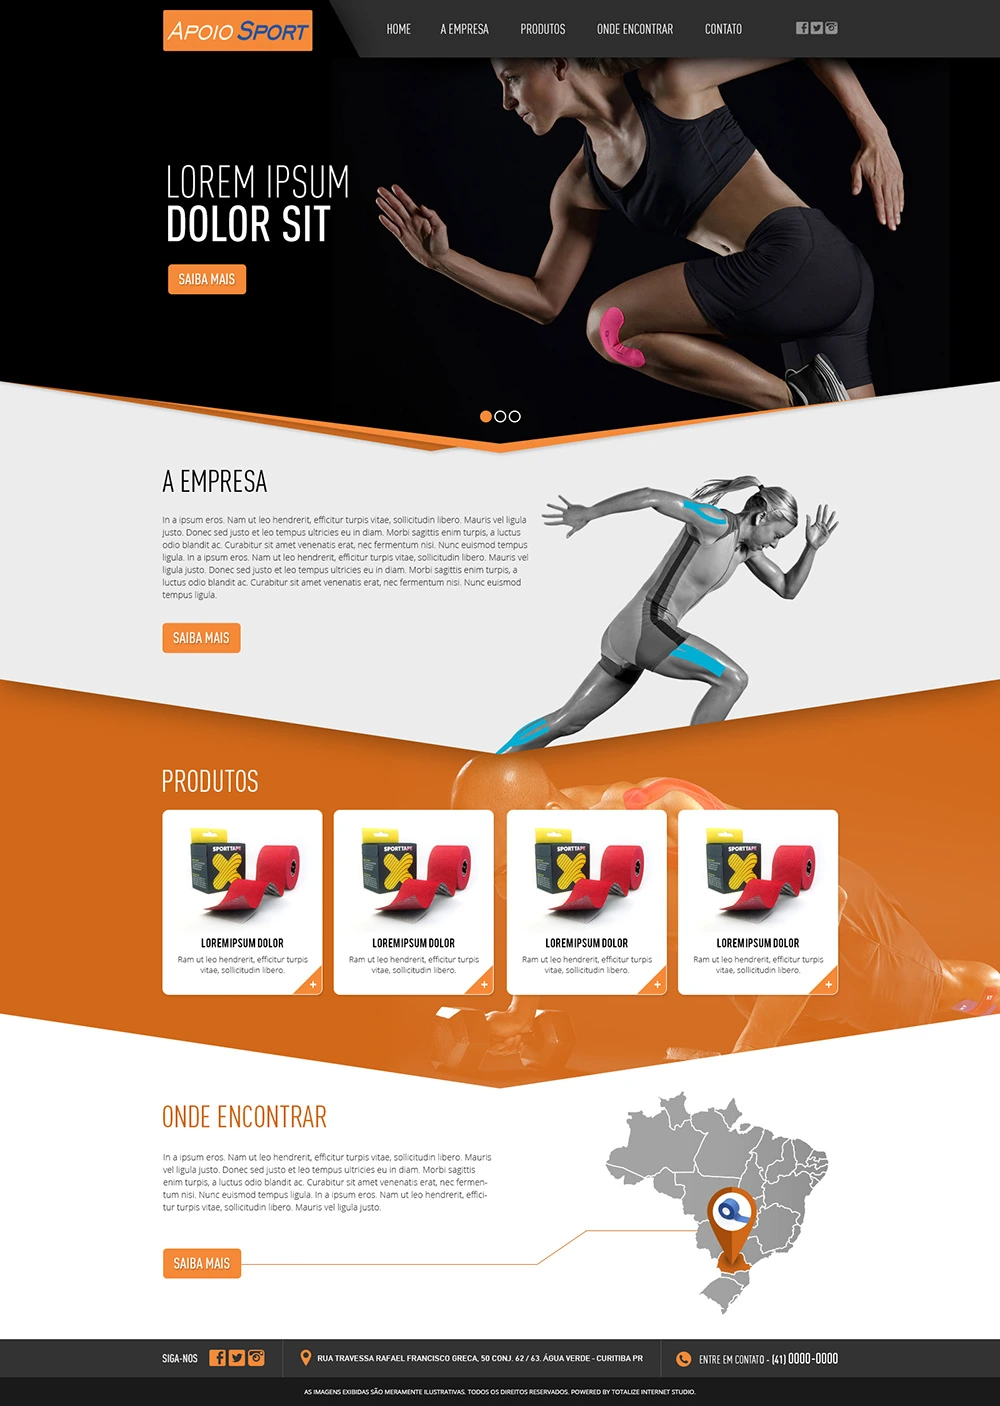 APOIO SPORT
HOME A EMPRESA PRODUTOS ONDE ENCONTRAR CONTATO
LOREM IPSUM
DOLOR SIT
SAIBA MAIS
A EMPRESA
In a ipsum eros. Nam ut leo hendrerit, efficitur turpis vitae, sollicitudin libero. Mauris vel ligula
justo. Donec sed justo et leo tempus ultricies eu in diam. Morbi sagittis enim turpis, a luctus
odio blandit ac. Curabitur sit amet venenatis erat, nec fermentum nisi. Nunc euismod tempus
ligula. In a ipsum eros. Nam ut leo hendrerit, efficitur turpis vitae, sollicitudin libero. Mauris vel
ligula justo. Donec sed justo et leo tempus ultricies eu in diam. Morbi sagittis enim turpis, a
luctus odio blandit ac. Curabitur sit amet venenatis erat, nec fermentum nisi. Nunc euismod
tempus ligula.
SAIBA MAIS
PRODUTOS
SPORTTAPE
SPORTTAPE
SPORTTAPE
SPORTTAPE
LOREM IPSUM DOLOR
Ram ut leo hendrerit, efficitur turpis
vitae, sollicitudin libero.
+
LOREM IPSUM DOLOR
Ram ut leo hendrerit, efficitur turpis
vitae, sollicitudin libero.
+
LOREM IPSUM DOLOR
Ram ut leo hendrerit, efficitur turpis
vitae, sollicitudin libero.
+
LOREM IPSUM DOLOR
Ram ut leo hendrerit, efficitur turpis
vitae, sollicitudin libero.
+
ONDE ENCONTRAR
In a ipsum eros. Nam ut leo hendrerit, efficitur turpis vitae, sollicitudin libero. Mauris
vel ligula justo. Donec sed justo et leo tempus ultricies eu in diam. Morbi sagittis
enim turpis, a luctus odio blandit ac. Curabitur sit amet venenatis erat, nec fermen-
tum nisi. Nunc euismod tempus ligula. In a ipsum eros. Nam ut leo hendrerit, effici-
tur turpis vitae, sollicitudin libero. Mauris vel ligula justo.
SAIBA MAIS
SIGA-NOS
RUA TRAVESSA RAFAEL FRANCISCO GRECA, 50 CONJ. 62 / 63. ÁGUA VERDE - CURITIBA PR
ENTRE EM CONTATO - (41) 0000-0000
AS IMAGENS EXIBIDAS SÃO MERAMENTE ILUSTRATIVAS. TODOS OS DIREITOS RESERVADOS. POWERED BY TOTALIZE INTERNET STUDIO.